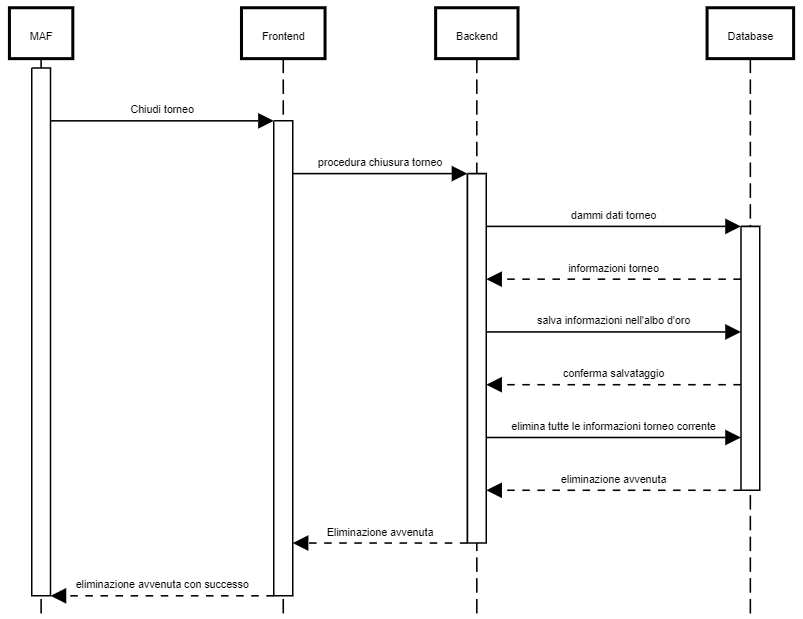 MAF
Frontend
Backend
Database
Chiudi torneo
procedura chiusura torneo
dammi dati torneo
informazioni torneo
salva informazioni nell'albo d'oro
conferma salvataggio
elimina tutte le informazioni torneo corrente
eliminazione avvenuta
Eliminazione avvenuta
eliminazione avvenuta con successo